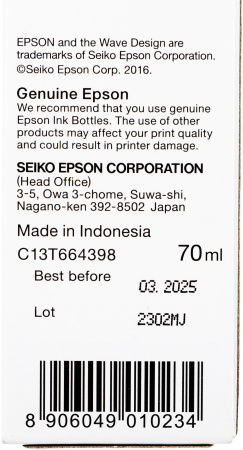 EPSON and the Wave Design are
trademarks of Seiko Epson Corporation.
©Seiko Epson Corp. 2016.
Genuine Epson
We recommend that you use genuine
Epson Ink Bottles. The use of other
products may affect your print quality
and could result in printer damage.
SEIKO EPSON CORPORATION
(Head Office)
3-5, Owa 3-chome, Suwa-shi,
Nagano-ken 392-8502 Japan
Made in Indonesia
C13T664398 70ml
Best before 03. 2025
Lot 2302MJ
8 906049 010234